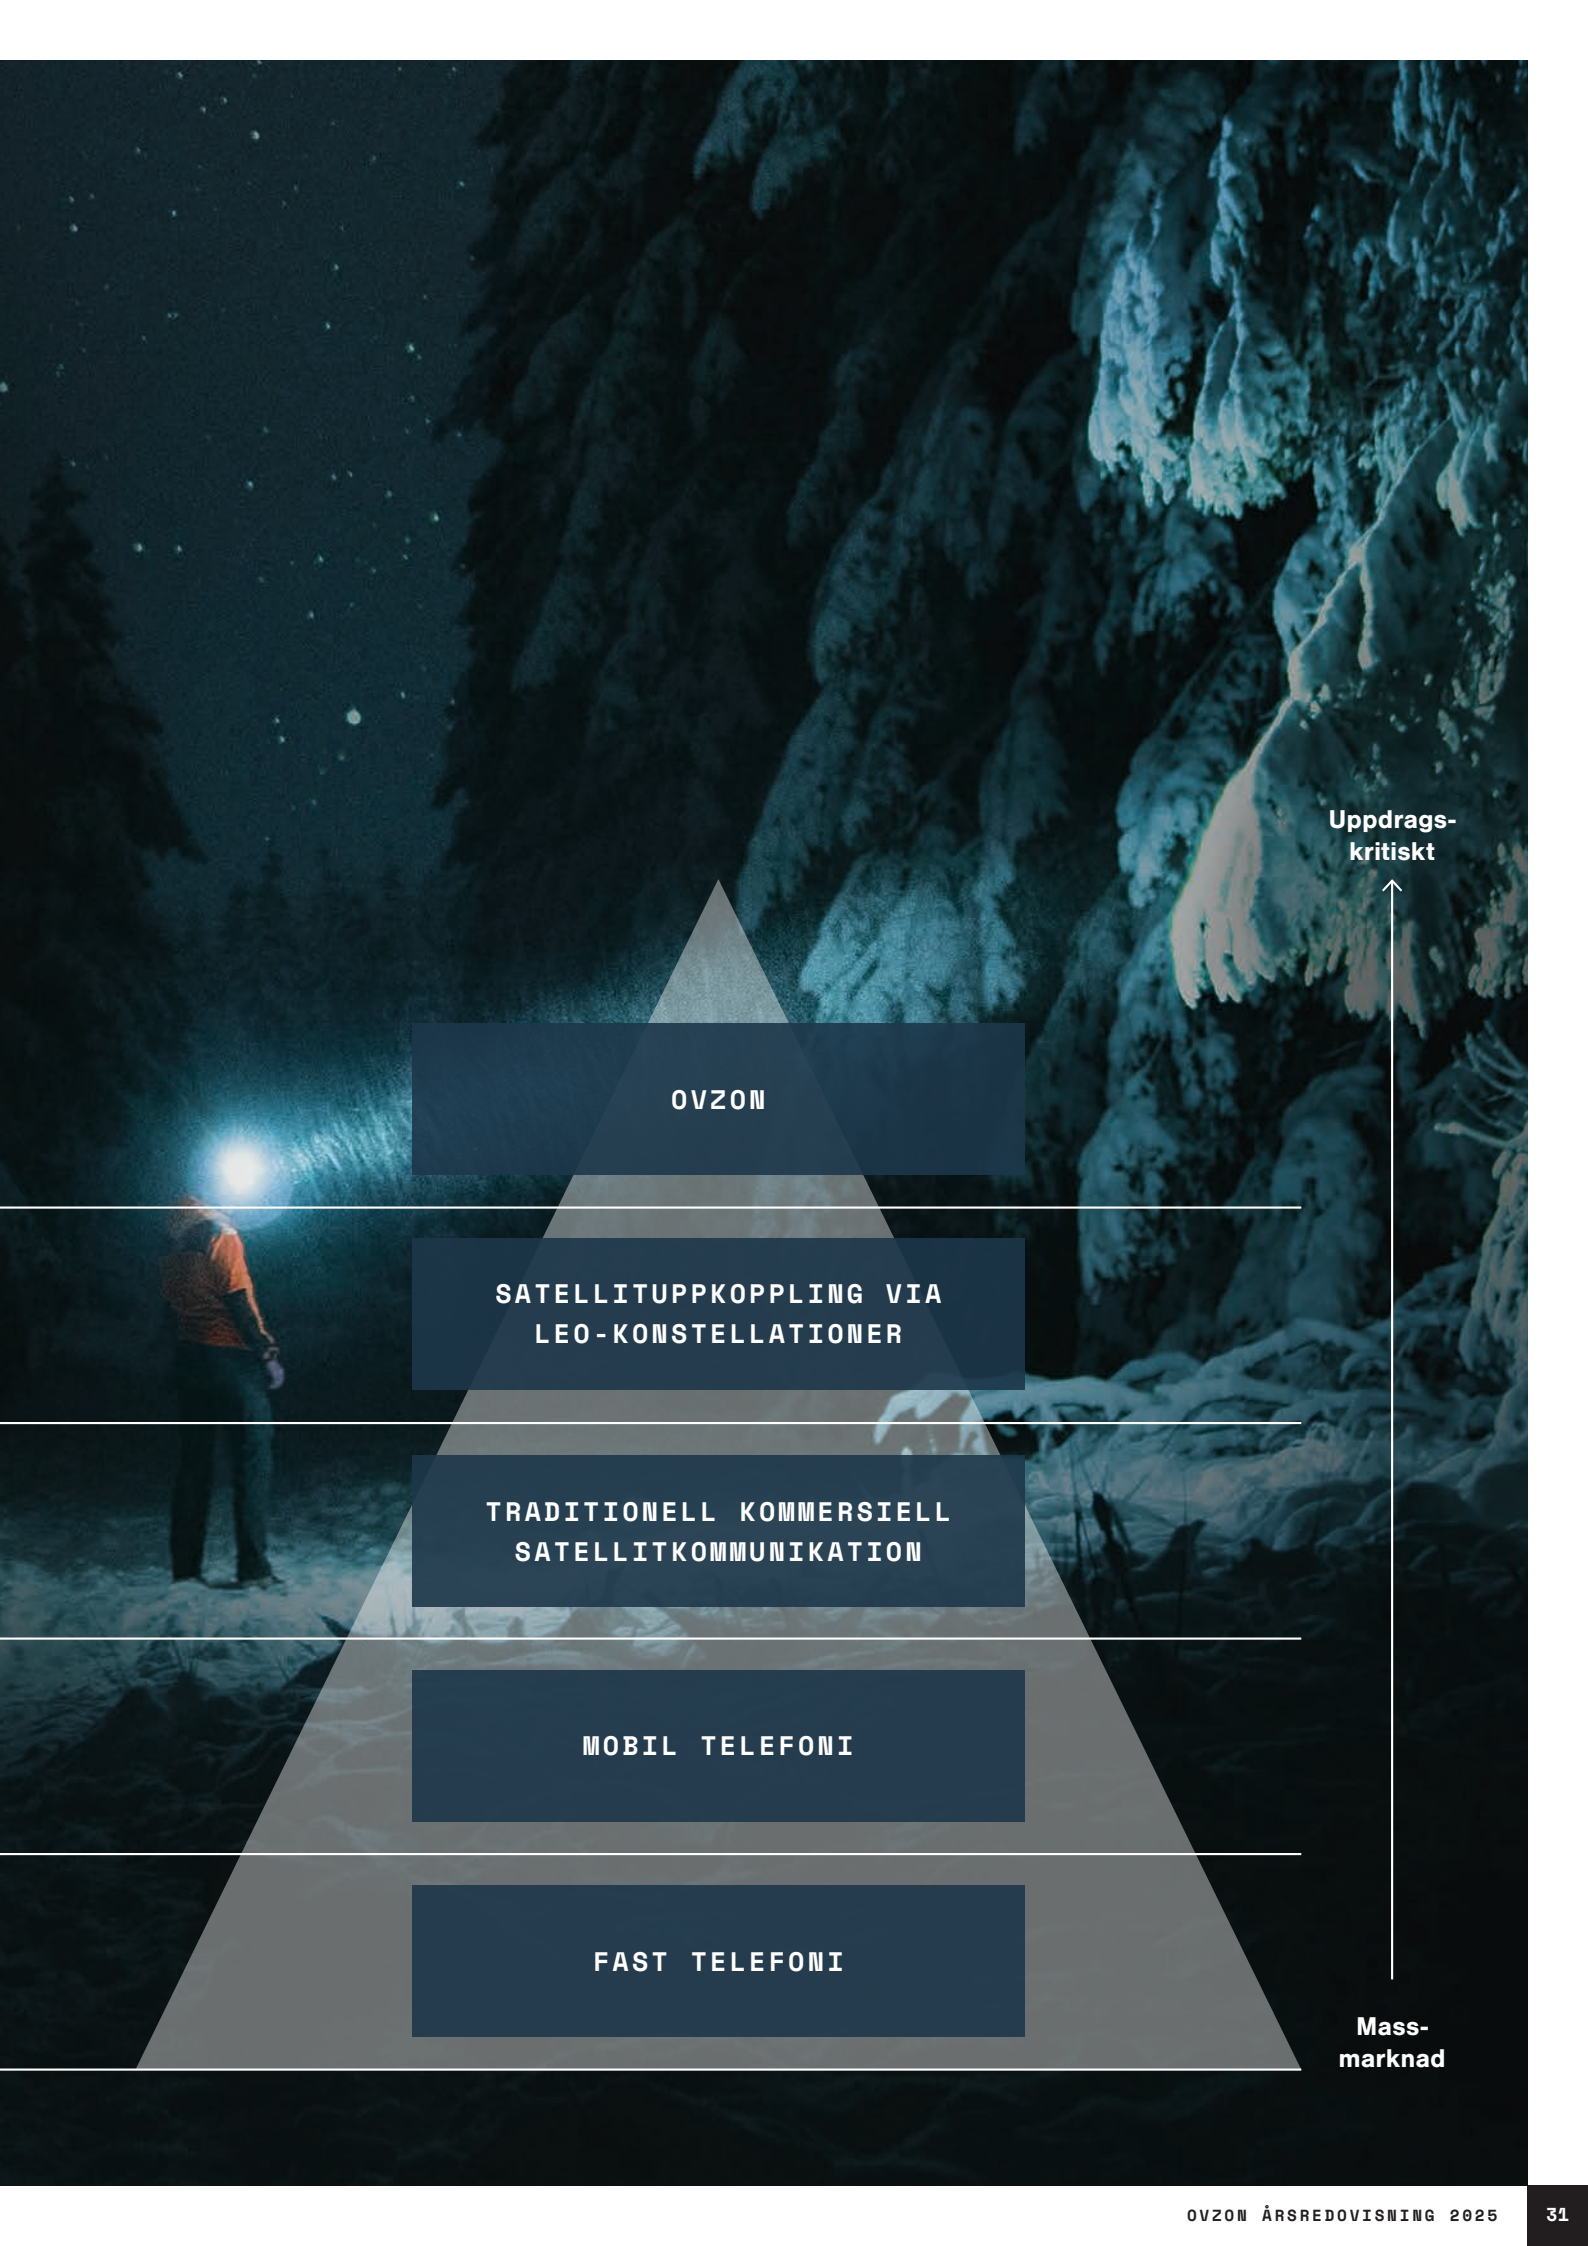 Uppdrags-
kritiskt
OVZON
SATELLITUPPKOPPLING VIA
LEO-KONSTELLATIONER
TRADITIONELL KOMMERSIELL
SATELLITKOMMUNIKATION
MOBIL TELEFONI
FAST TELEFONI
Mass-
marknad
OVZON ÅRSREDOVISNING 2025
31